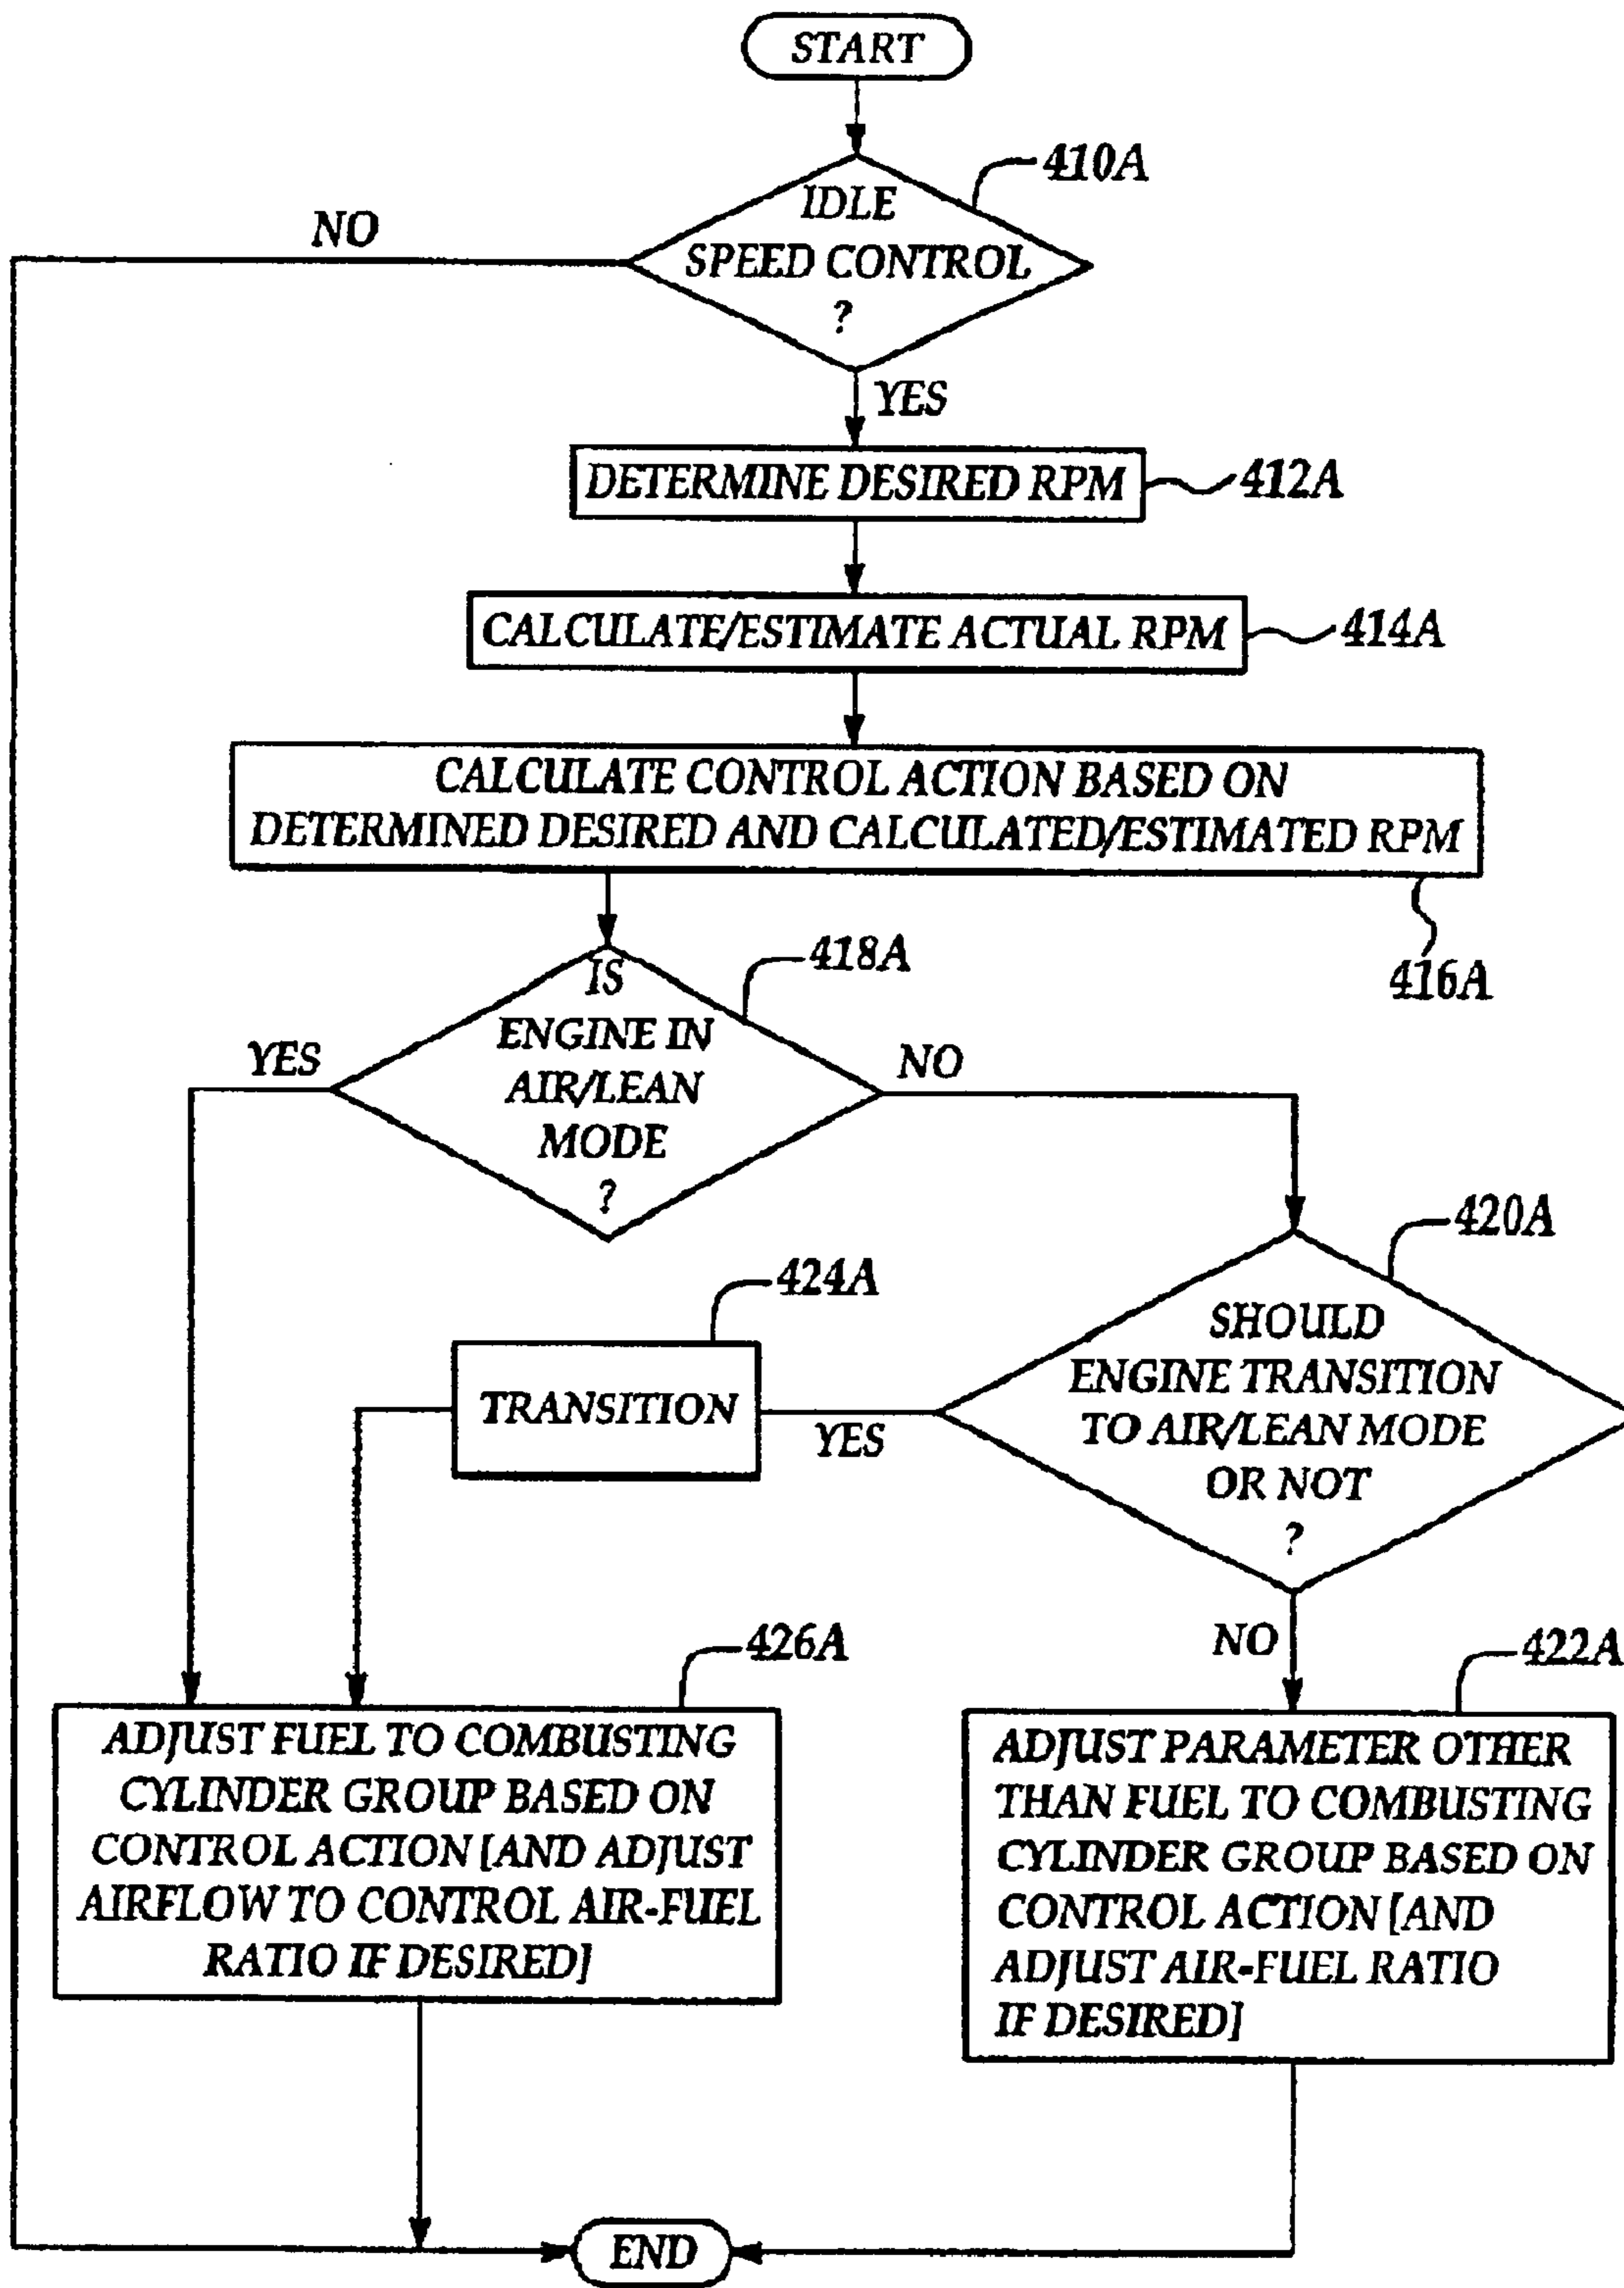 START
410A
IDLE
SPEED CONTROL
?
NO
YES
DETERMINE DESIRED RPM
412A
CALCULATE/ESTIMATE ACTUAL RPM
414A
CALCULATE CONTROL ACTION BASED ON
DETERMINED DESIRED AND CALCULATED/ESTIMATED RPM
416A
418A
IS
ENGINE IN
AIR/LEAN
MODE
?
YES
NO
420A
SHOULD
ENGINE TRANSITION
TO AIR/LEAN MODE
OR NOT
?
424A
TRANSITION
YES
NO
426A
ADJUST FUEL TO COMBUSTING
CYLINDER GROUP BASED ON
CONTROL ACTION [AND ADJUST
AIRFLOW TO CONTROL AIR-FUEL
RATIO IF DESIRED]
422A
ADJUST PARAMETER OTHER
THAN FUEL TO COMBUSTING
CYLINDER GROUP BASED ON
CONTROL ACTION [AND
ADJUST AIR-FUEL RATIO
IF DESIRED]
END